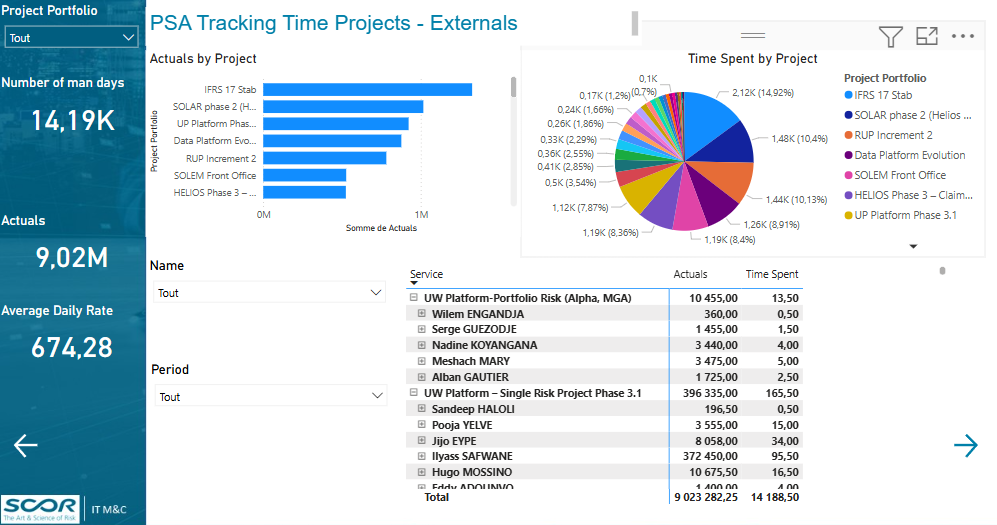 Project Portfolio
Tout
Number of man days
14,19K
Actuals
9,02M
Average Daily Rate
674,28
SCOR
The Art & Science of Risk
IT M&C
PSA Tracking Time Projects - Externals
Actuals by Project
Project Portfolio
IFRS 17 Stab
SOLAR phase 2 (H...
UP Platform Phas...
Data Platform Evo...
RUP Increment 2
SOLEM Front Office
HELIOS Phase 3 – ...
0M 1M
Somme de Actuals
Time Spent by Project
2,12K (14,92%)
1,48K (10,4%)
1,44K (10,13%)
1,26K (8,91%)
1,19K (8,4%)
1,19K (8,36%)
1,12K (7,87%)
0,5K (3,54%)
0,41K (2,85%)
0,36K (2,55%)
0,33K (2,29%)
0,26K (1,86%)
0,24K (1,66%)
0,17K (1,2%)
0,1K
(0,7%)
Project Portfolio
IFRS 17 Stab
SOLAR phase 2 (Helios ...
RUP Increment 2
Data Platform Evolution
SOLEM Front Office
HELIOS Phase 3 – Claim...
UP Platform Phase 3.1
Name
Tout
Period
Tout
Service Actuals Time Spent
UW Platform-Portfolio Risk (Alpha, MGA) 10 455,00 13,50
Wilem ENGANDJA 360,00 0,50
Serge GUEZODJE 1 455,00 1,50
Nadine KOYANGANA 3 440,00 4,00
Meshach MARY 3 475,00 5,00
Alban GAUTIER 1 725,00 2,50
UW Platform – Single Risk Project Phase 3.1 396 335,00 165,50
Sandeep HALOLI 196,50 0,50
Pooja YELVE 3 555,00 15,00
Jijo EYPE 8 058,00 34,00
Ilyass SAFWANE 372 450,00 95,50
Hugo MOSSINO 10 675,50 16,50
Eddy ADOUNVO 1 400,00 4,00
Total 9 023 282,25 14 188,50